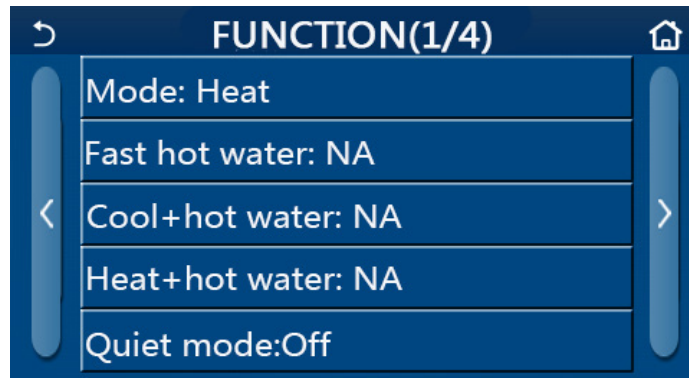 FUNCTION(1/4)
Mode: Heat
Fast hot water: NA
Cool+hot water: NA
Heat+hot water: NA
Quiet mode:Off